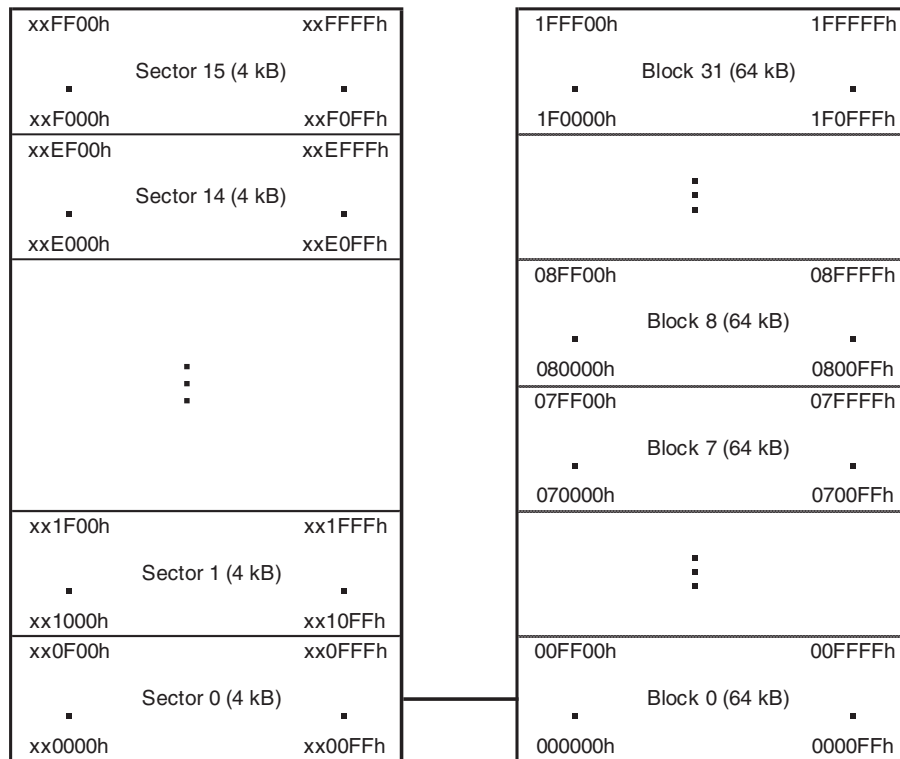 xxFF00h xxFFFFh
Sector 15 (4 kB)
xxF000h xxF0FFh
xxEF00h xxEFFFh
Sector 14 (4 kB)
xxE000h xxE0FFh
xx1F00h xx1FFFh
Sector 1 (4 kB)
xx1000h xx10FFh
xx0F00h xx0FFFh
Sector 0 (4 kB)
xx0000h xx00FFh
1FFF00h 1FFFFFh
Block 31 (64 kB)
1F0000h 1F0FFFh
08FF00h 08FFFFh
Block 8 (64 kB)
080000h 0800FFh
07FF00h 07FFFFh
Block 7 (64 kB)
070000h 0700FFh
00FF00h 00FFFFh
Block 0 (64 kB)
000000h 0000FFh